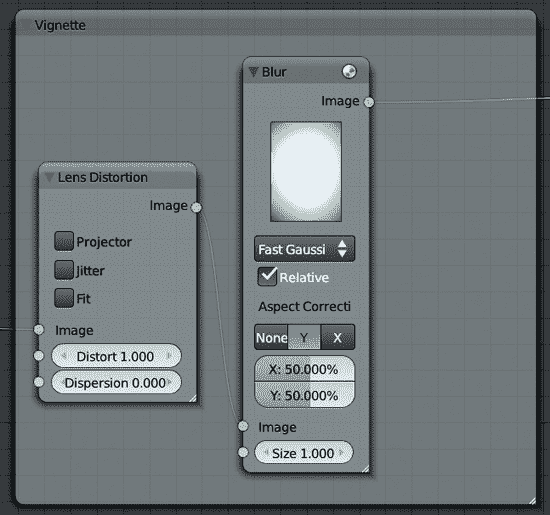 Vignette
Blur
Image
Fast Gaussi
Relative
Aspect Correcti
None Y X
X: 50.000%
Y: 50.000%
Image
Size 1.000
Lens Distortion
Image
Projector
Jitter
Fit
Image
Distort 1.000
Dispersion 0.000